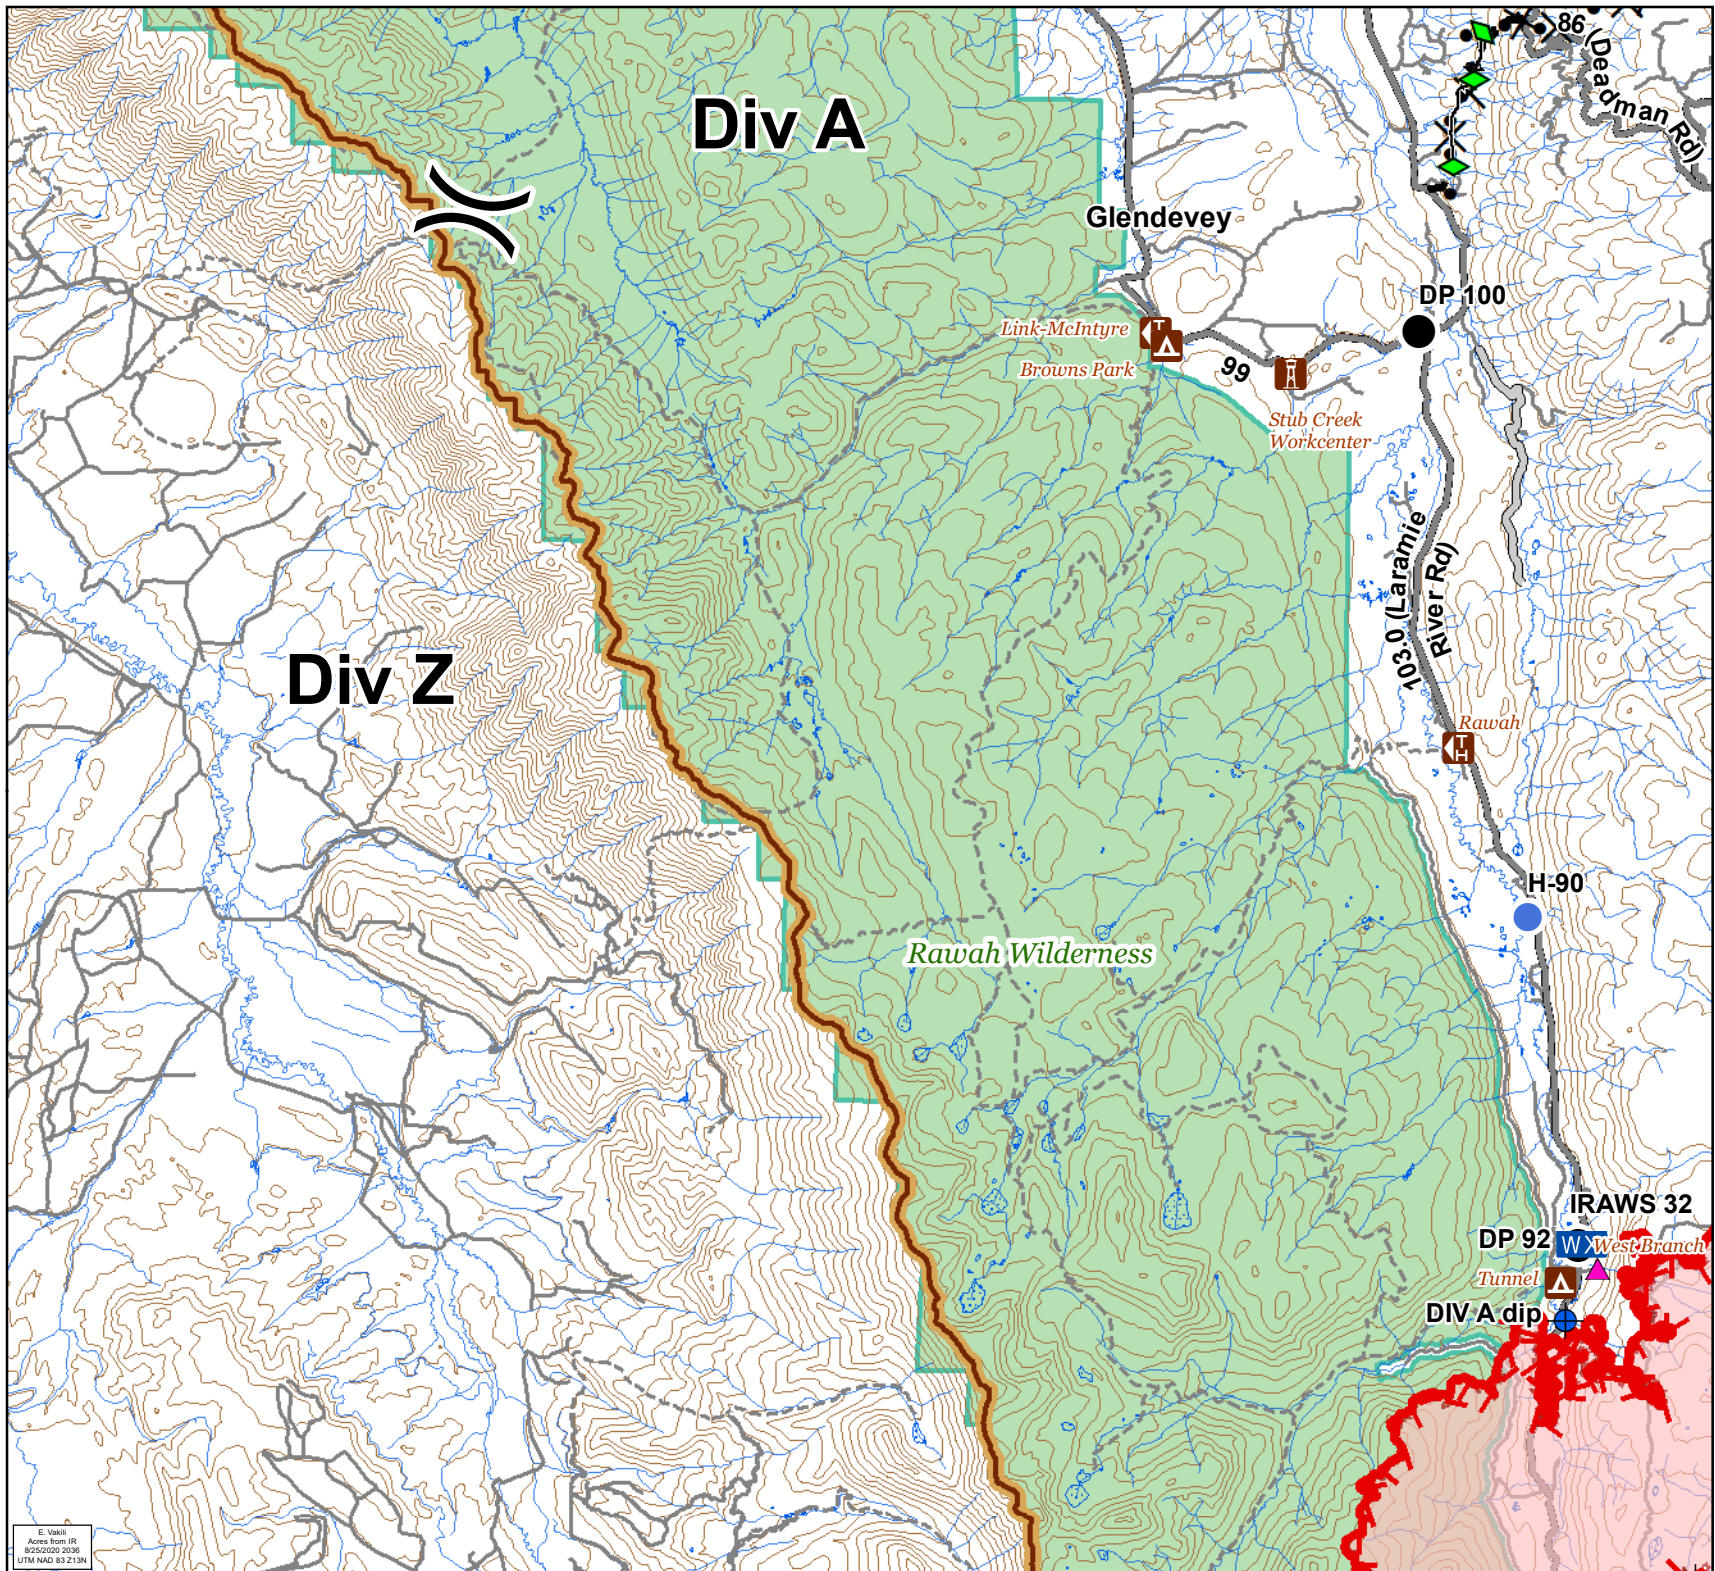 86 (Deadman Rd)
Div A
Glendevey
DP 100
Link-McIntyre
T
Browns Park
99
Stub Creek
Workcenter
103.0 (Laramie
River Rd)
Div Z
Rawah
T
H
H-90
Rawah Wilderness
IRAWS 32
DP 92
W
West Branch
Tunnel
DIV A dip
E. Vakili
Acres from IR
8/25/2020 2036
UTM NAD 83 Z13N